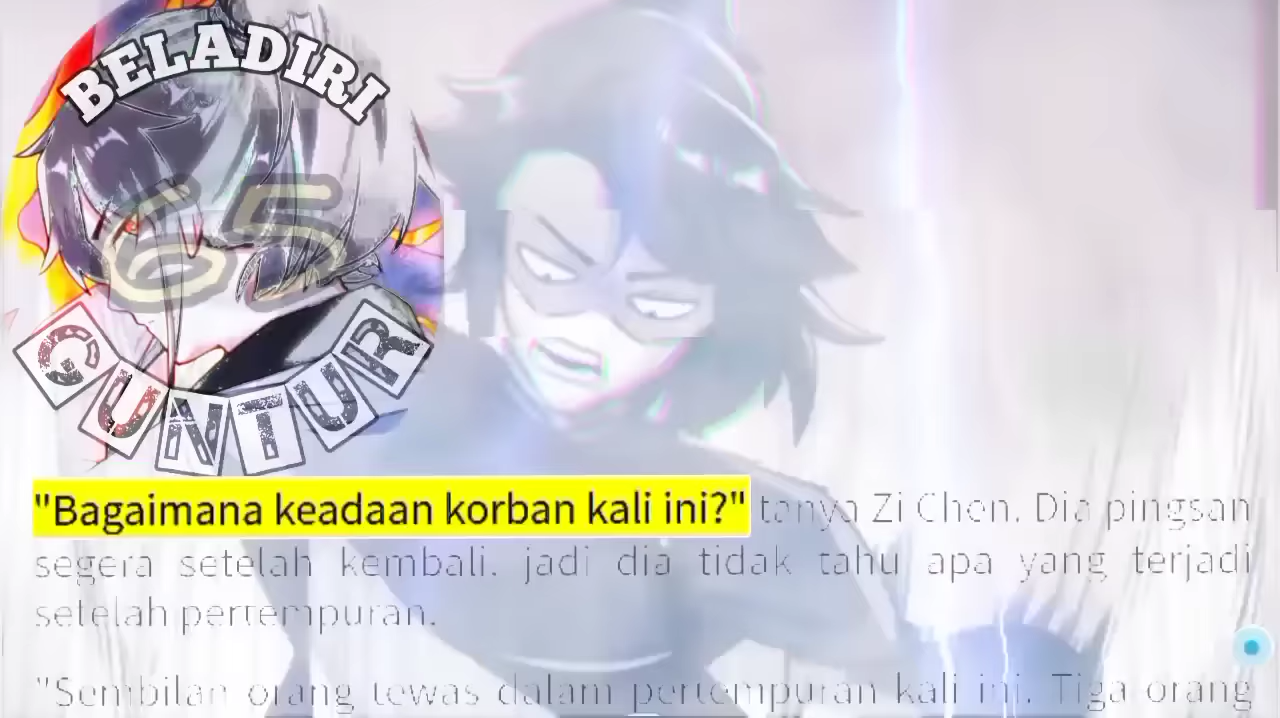 BELADIRI
65
GUNTUR
"Bagaimana keadaan korban kali ini?" tanya Zi Chen. Dia pingsan
segera setelah kembali. jadi dia tidak tahu apa yang terjadi
setelah pertempuran.
"Sembilan orang tewas dalam pertempuran kali ini. Tiga orang